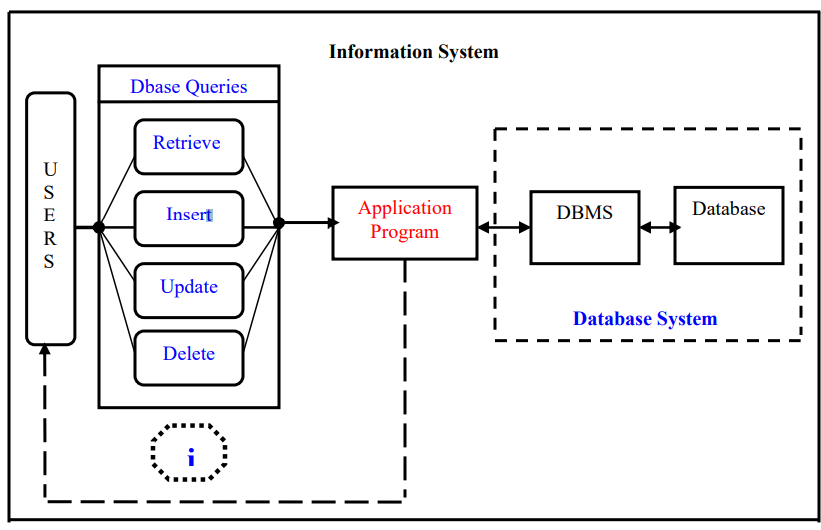 Information System
Dbase Queries
U
S
E
R
S
Retrieve
Insert
Update
Delete
Application
Program
DBMS
Database
Database System
i